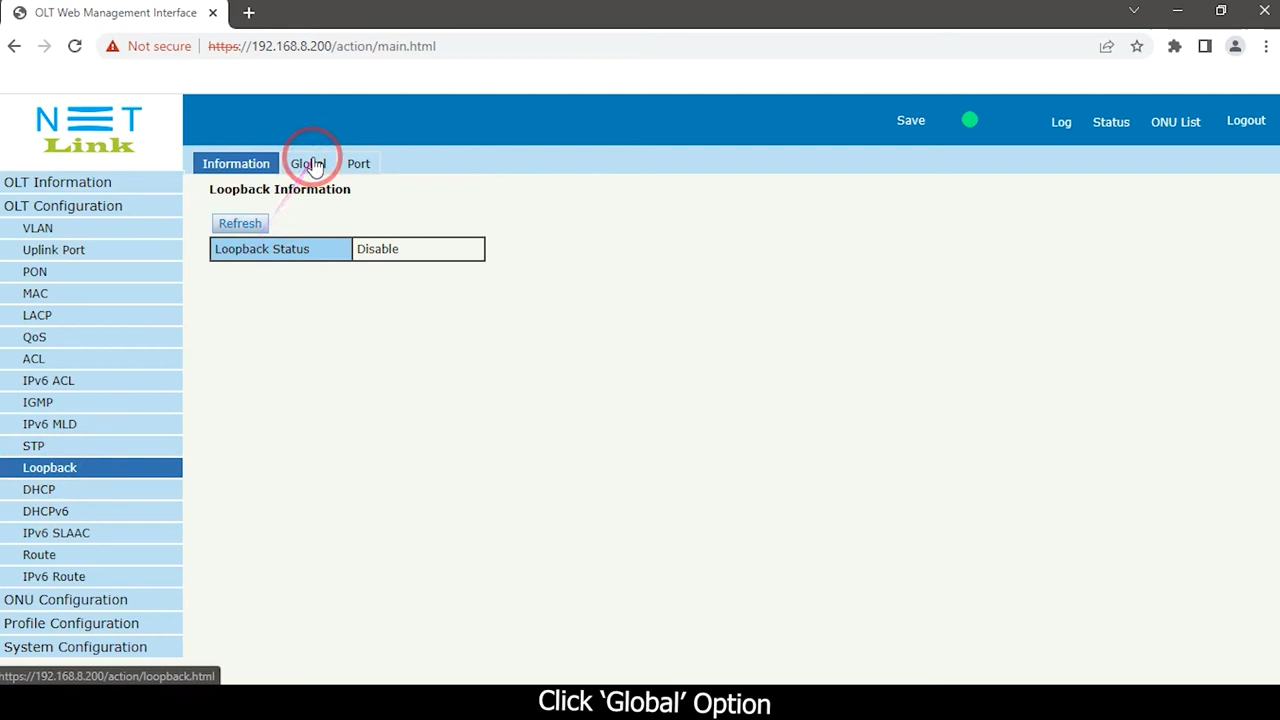 OLT Web Management Interface
Not secure
https://192.168.8.200/action/main.html
NET
Link
Save
Log
Status
ONU List
Logout
Information
Global
Port
OLT Information
OLT Configuration
VLAN
Uplink Port
PON
MAC
LACP
QoS
ACL
IPv6 ACL
IGMP
IPv6 MLD
STP
Loopback
DHCP
DHCPv6
IPv6 SLAAC
Route
IPv6 Route
ONU Configuration
Profile Configuration
System Configuration
Loopback Information
Refresh
Loopback Status Disable
https://192.168.8.200/action/loopback.html
Click ‘Global’ Option